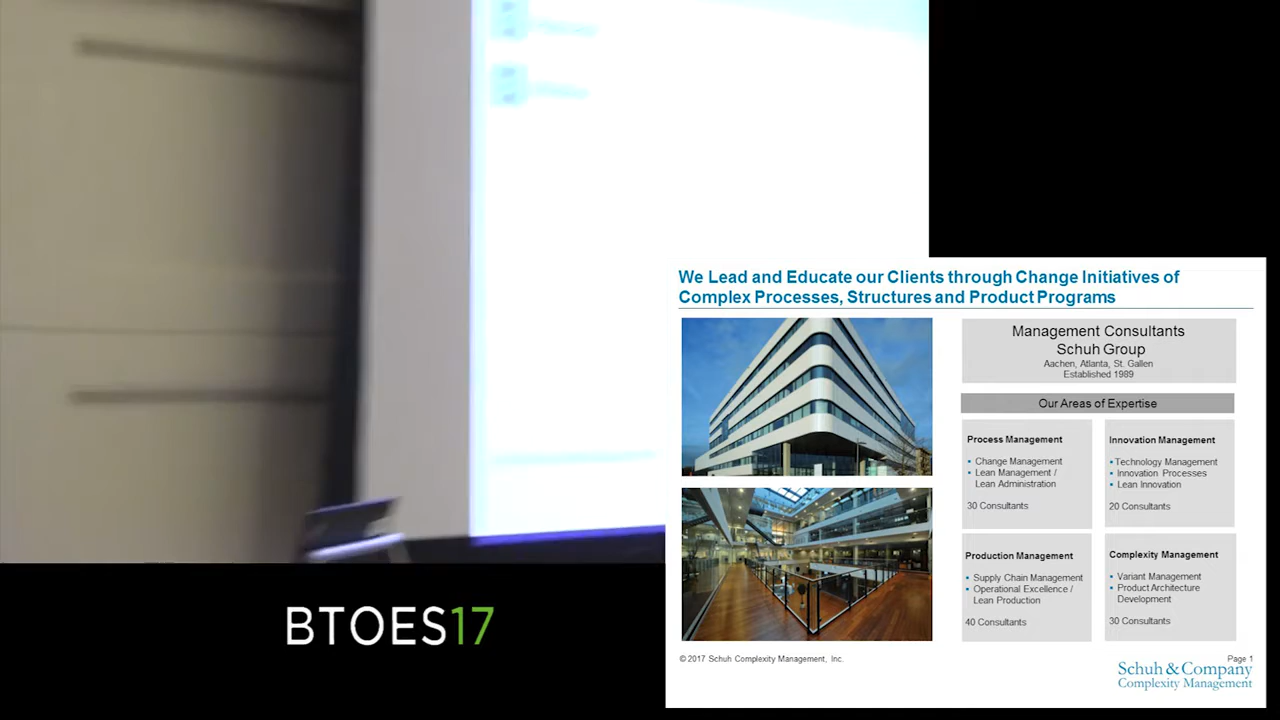 We Lead and Educate our Clients through Change Initiatives of
Complex Processes, Structures and Product Programs
Management Consultants
Schuh Group
Aachen, Atlanta, St. Gallen
Established 1989
Our Areas of Expertise
Process Management
▪ Change Management
▪ Lean Management /
Lean Administration
30 Consultants
Innovation Management
▪ Technology Management
▪ Innovation Processes
▪ Lean Innovation
20 Consultants
Production Management
▪ Supply Chain Management
▪ Operational Excellence /
Lean Production
40 Consultants
Complexity Management
▪ Variant Management
▪ Product Architecture
Development
30 Consultants
© 2017 Schuh Complexity Management, Inc.
Page 1
Schuh & Company
Complexity Management
BTOES17